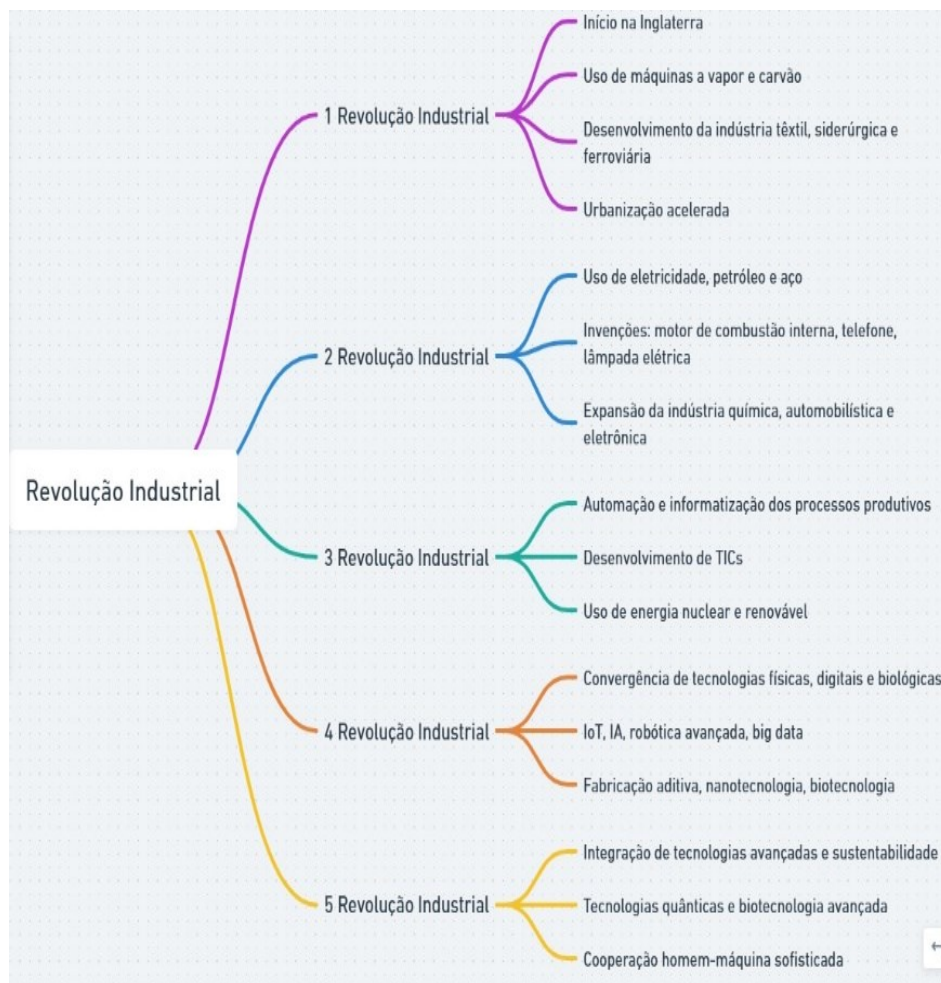 Revolução Industrial
1 Revolução Industrial
Início na Inglaterra
Uso de máquinas a vapor e carvão
Desenvolvimento da indústria têxtil, siderúrgica e
ferroviária
Urbanização acelerada
2 Revolução Industrial
Uso de eletricidade, petróleo e aço
Invenções: motor de combustão interna, telefone,
lâmpada elétrica
Expansão da indústria química, automobilística e
eletrônica
3 Revolução Industrial
Automação e informatização dos processos produtivos
Desenvolvimento de TICs
Uso de energia nuclear e renovável
4 Revolução Industrial
Convergência de tecnologias físicas, digitais e biológicas
IoT, IA, robótica avançada, big data
Fabricação aditiva, nanotecnologia, biotecnologia
5 Revolução Industrial
Integração de tecnologias avançadas e sustentabilidade
Tecnologias quânticas e biotecnologia avançada
Cooperação homem-máquina sofisticada